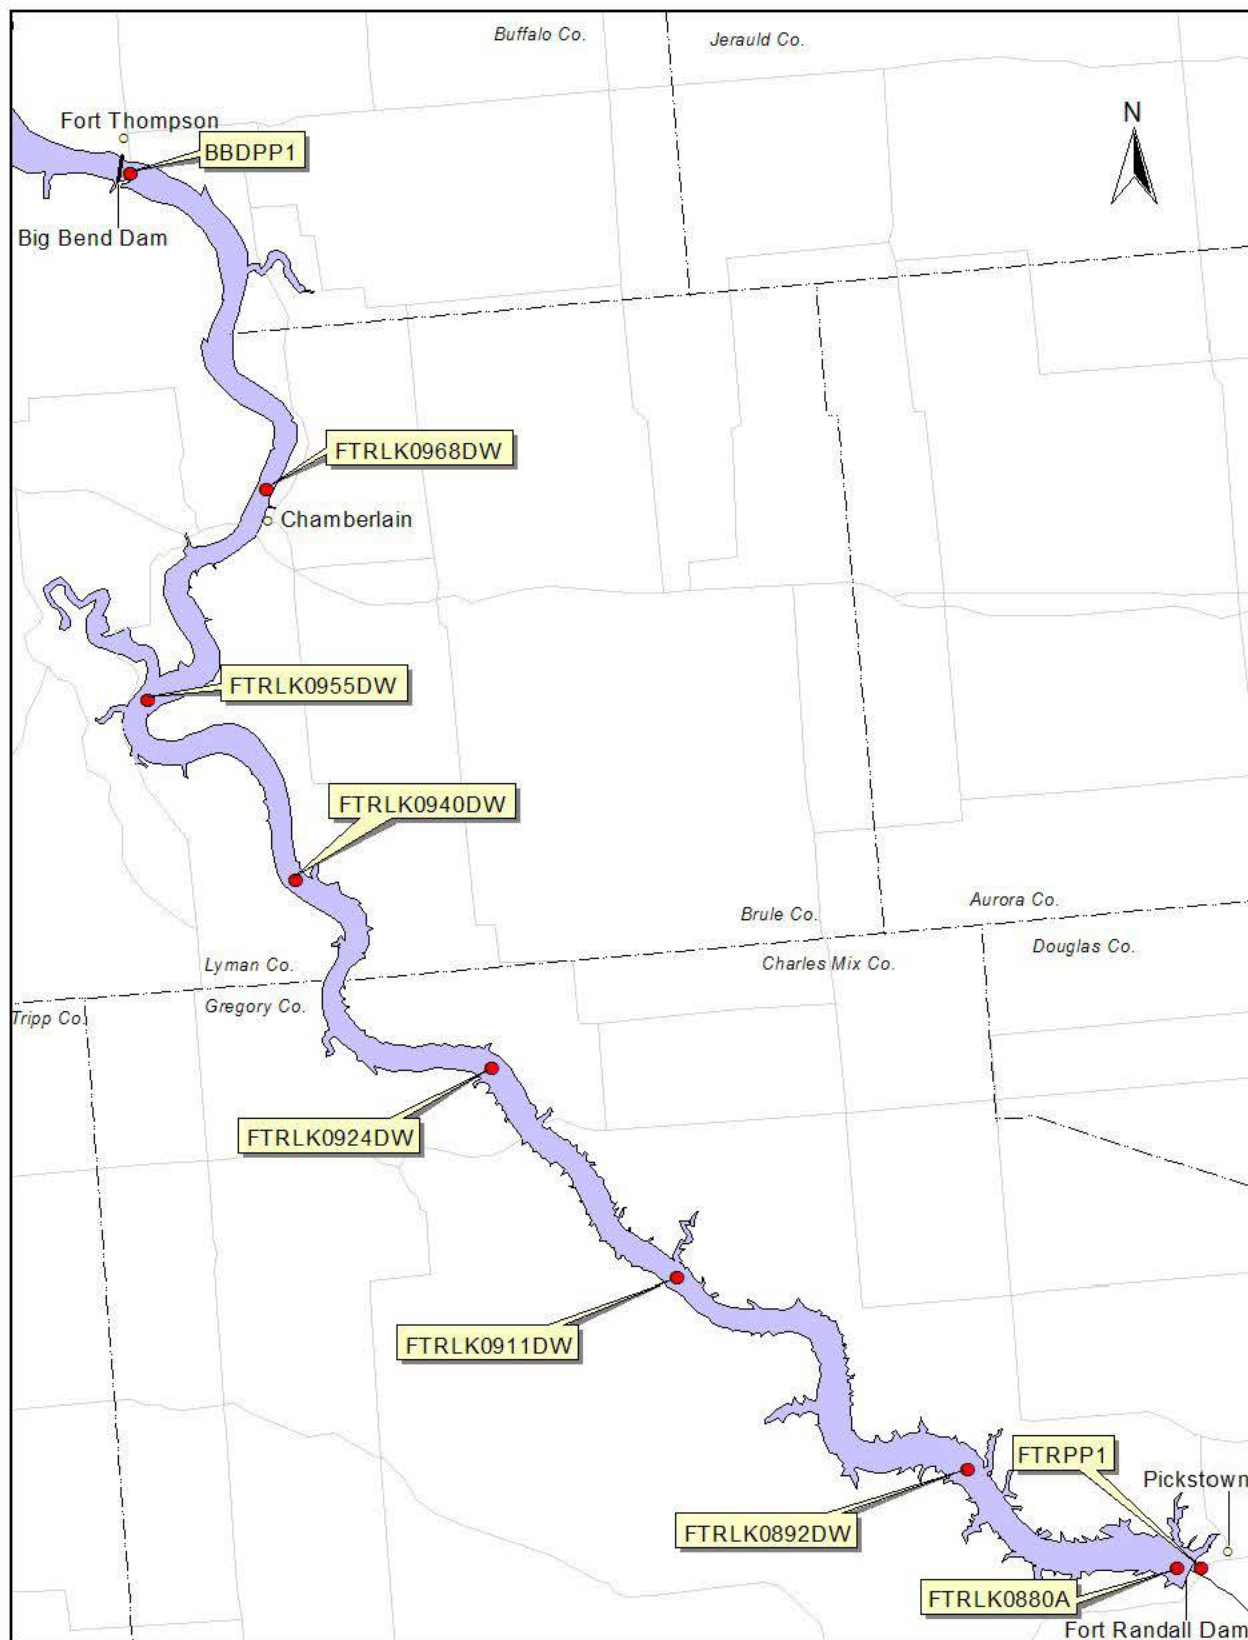 Buffalo Co.
Jerauld Co.
N
Fort Thompson
BBDPP1
Big Bend Dam
FTRLK0968DW
Chamberlain
FTRLK0955DW
FTRLK0940DW
Brule Co.
Aurora Co.
Lyman Co.
Charles Mix Co.
Douglas Co.
Tripp Co.
Gregory Co.
FTRLK0924DW
FTRLK0911DW
FTRPP1
Pickstown
FTRLK0892DW
FTRLK0880A
Fort Randall Dam